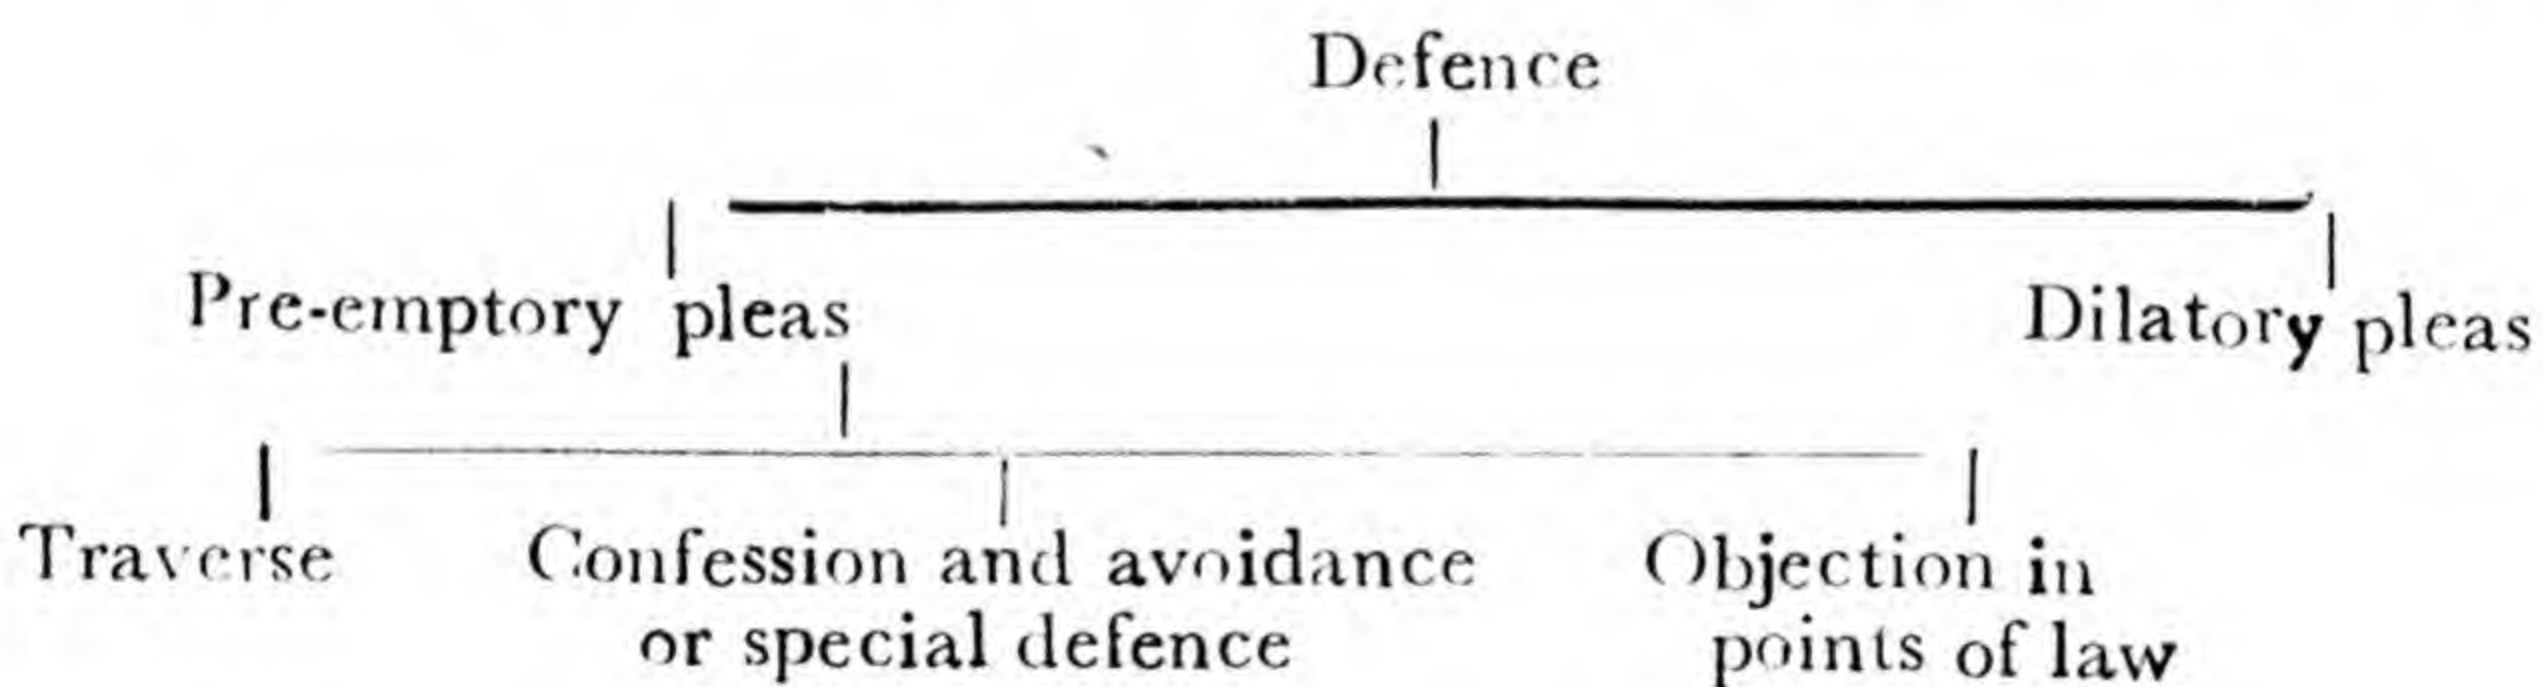 Defence
Pre-emptory pleas
Dilatory pleas
Traverse
Confession and avoidance
or special defence
Objection in
points of law